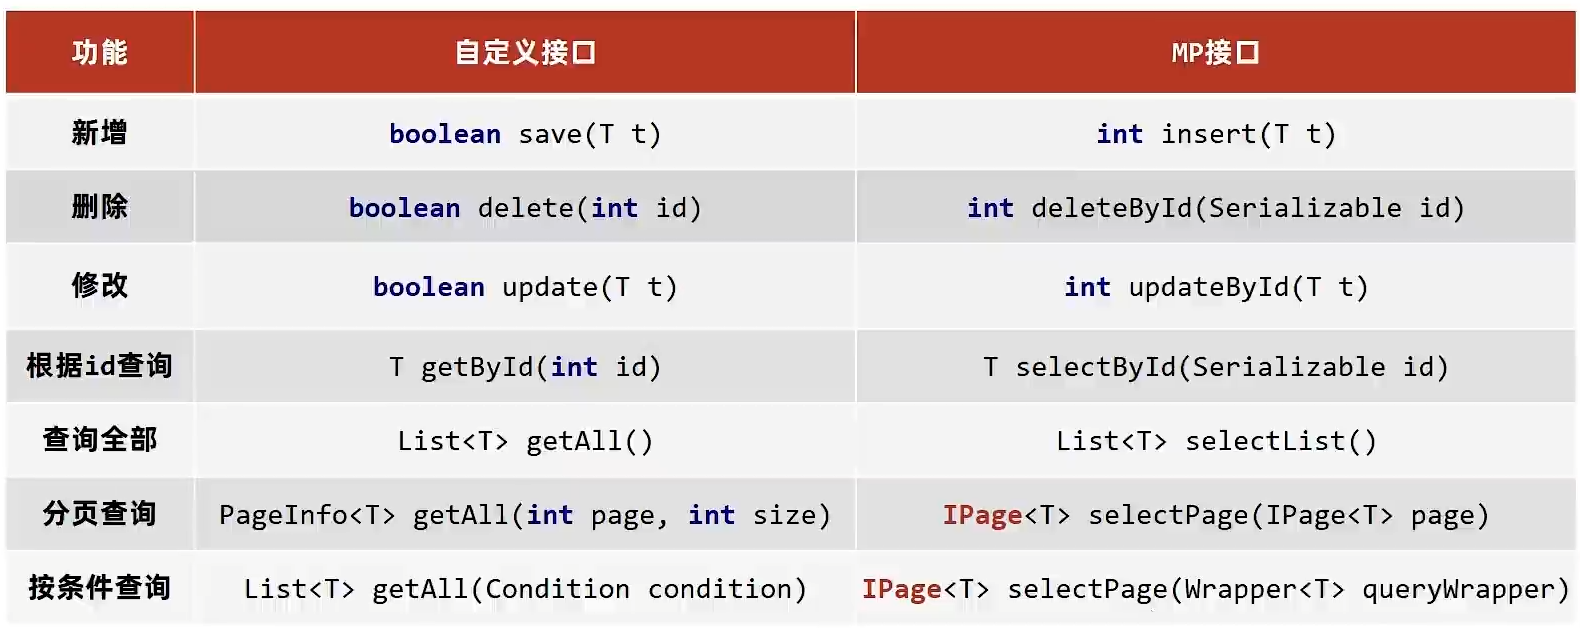 功能 自定义接口 MP接口
新增 boolean save(T t) int insert(T t)
删除 boolean delete(int id) int deleteById(Serializable id)
修改 boolean update(T t) int updateById(T t)
根据id查询 T getById(int id) T selectById(Serializable id)
查询全部 List<T> getAll() List<T> selectList()
分页查询 PageInfo<T> getAll(int page, int size) IPage<T> selectPage(IPage<T> page)
按条件查询 List<T> getAll(Condition condition) IPage<T> selectPage(Wrapper<T> queryWrapper)